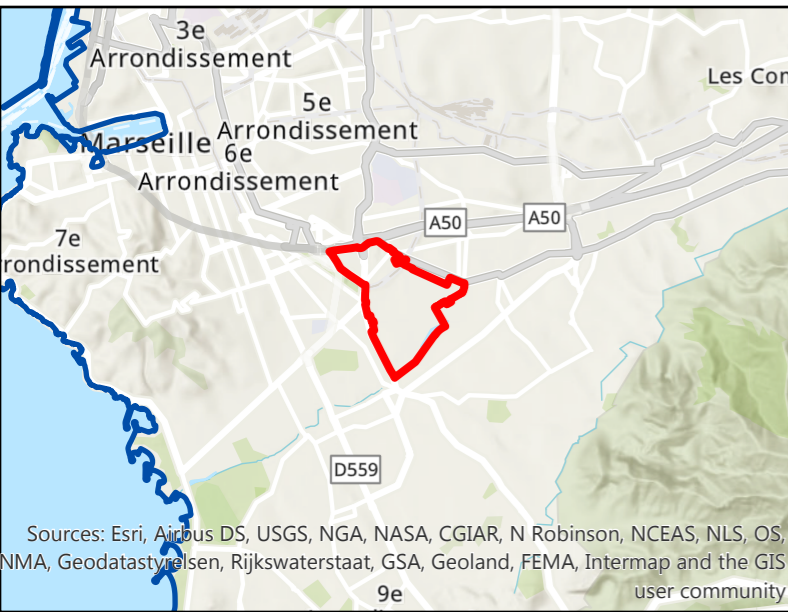 3e
Arrondissement
Les Con
5e
Arrondissement
Marseille
6e
Arrondissement
A50
A50
7e
rrondissement
D559
Sources: Esri, Airbus DS, USGS, NGA, NASA, CGIAR, N Robinson, NCEAS, NLS, OS,
NMA, Geodatastyrelsen, Rijkswaterstaat, GSA, Geoland, FEMA, Intermap and the GIS
user community
9e